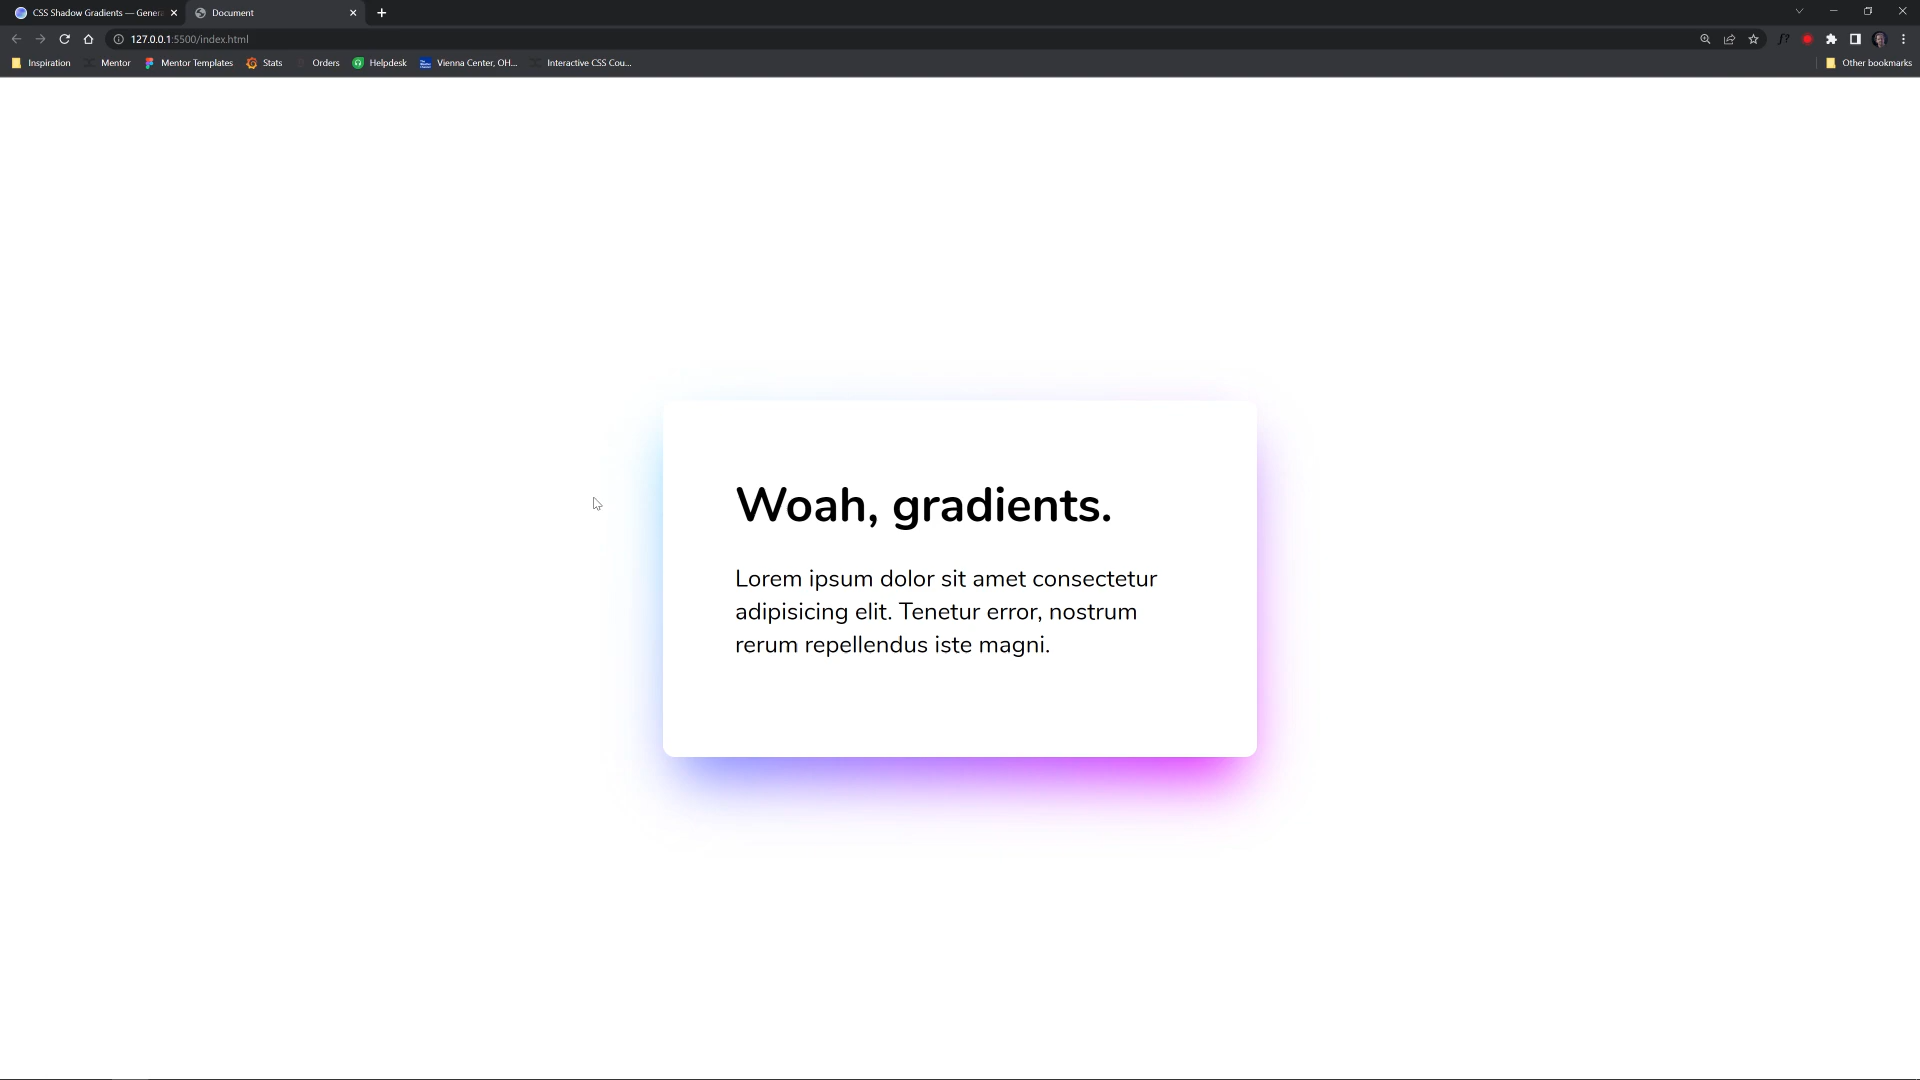 CSS Shadow Gradients — Gener
Document
127.0.0.1:5500/index.html
Inspiration
Mentor
Mentor Templates
Stats
Orders
Helpdesk
Vienna Center, OH...
Interactive CSS Cou...
Other bookmarks
Woah, gradients.
Lorem ipsum dolor sit amet consectetur
adipisicing elit. Tenetur error, nostrum
rerum repellendus iste magni.